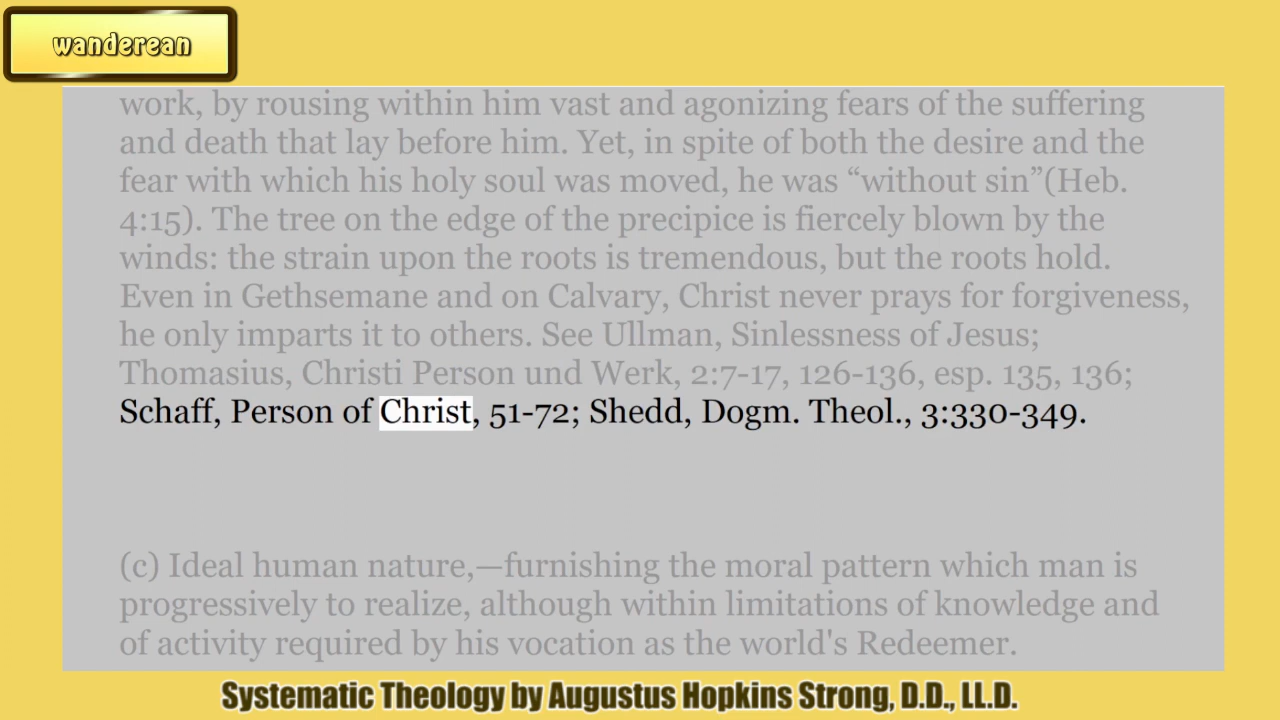 wanderean
work, by rousing within him vast and agonizing fears of the suffering
and death that lay before him. Yet, in spite of both the desire and the
fear with which his holy soul was moved, he was “without sin”(Heb.
4:15). The tree on the edge of the precipice is fiercely blown by the
winds: the strain upon the roots is tremendous, but the roots hold.
Even in Gethsemane and on Calvary, Christ never prays for forgiveness,
he only imparts it to others. See Ullman, Sinlessness of Jesus;
Thomasius, Christi Person und Werk, 2:7-17, 126-136, esp. 135, 136;
Schaff, Person of Christ, 51-72; Shedd, Dogm. Theol., 3:330-349.
(c) Ideal human nature,—furnishing the moral pattern which man is
progressively to realize, although within limitations of knowledge and
of activity required by his vocation as the world's Redeemer.
Systematic Theology by Augustus Hopkins Strong, D.D., LL.D.